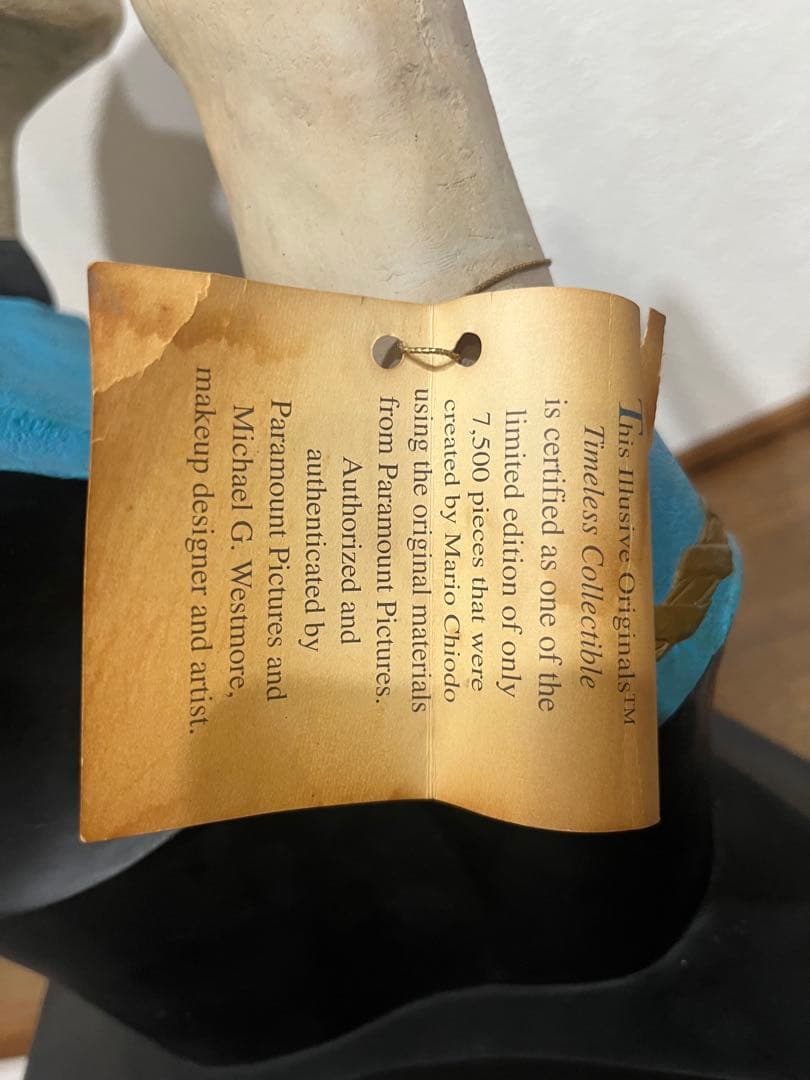 This Illusive Originals™
Timeless Collectible
is certified as one of the
limited edition of only
7,500 pieces that were
created by Mario Chiodo
using the original materials
from Paramount Pictures.
Authorized and
authenticated by
Paramount Pictures and
Michael G. Westmore,
makeup designer and artist.